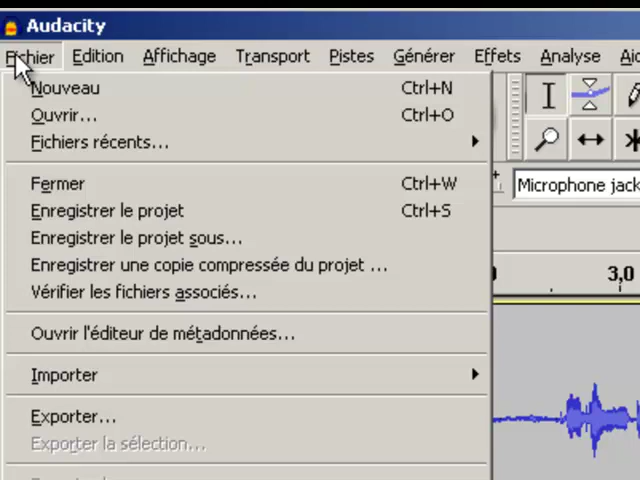 Audacity
Fichier Edition Affichage Transport Pistes Générer Effets Analyse
Nouveau Ctrl+N
Ouvrir... Ctrl+O
Fichiers récents...
Fermer Ctrl+W
Enregistrer le projet Ctrl+S
Enregistrer le projet sous...
Enregistrer une copie compressée du projet ...
Vérifier les fichiers associés...
Microphone jack
3,0
Ouvrir l'éditeur de métadonnées...
Importer
Exporter...
Exporter la sélection...